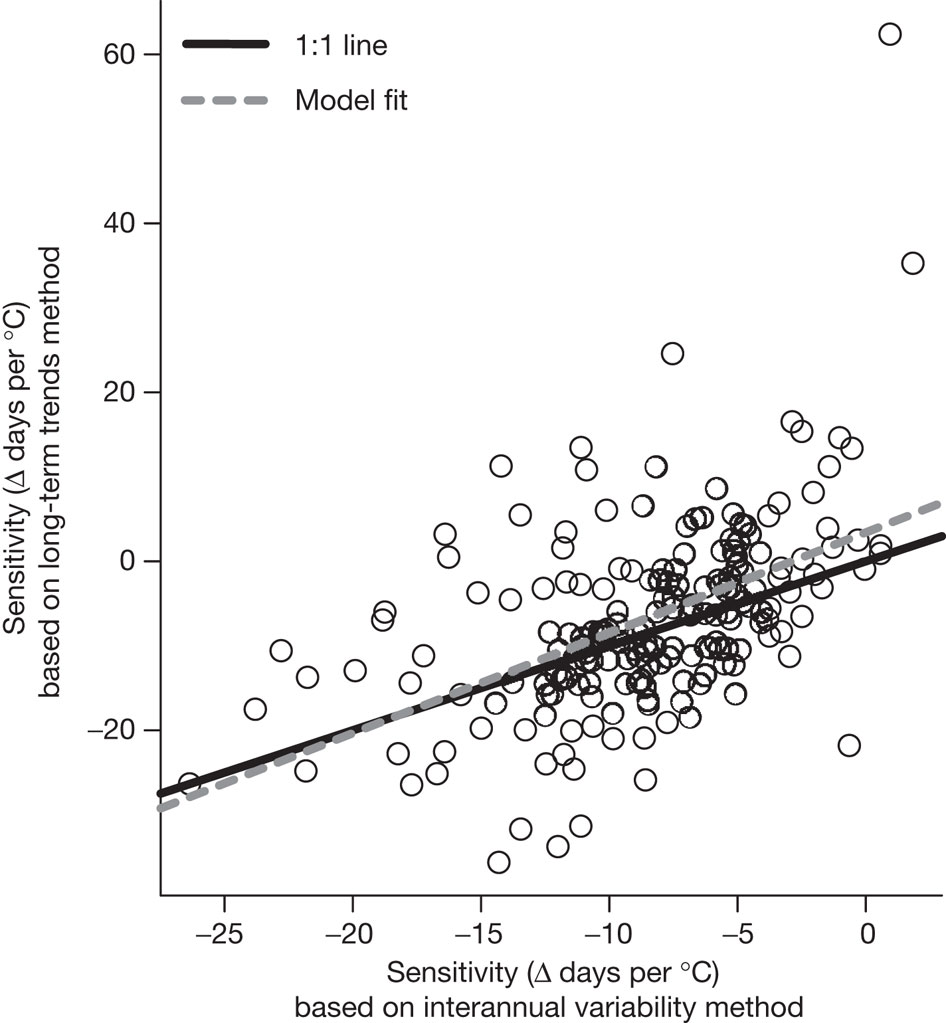 1:1 line
Model fit
60
40
20
0
–20
Sensitivity (Δ days per °C)
based on long-term trends method
–25
–20
–15
–10
–5
0
Sensitivity (Δ days per °C)
based on interannual variability method